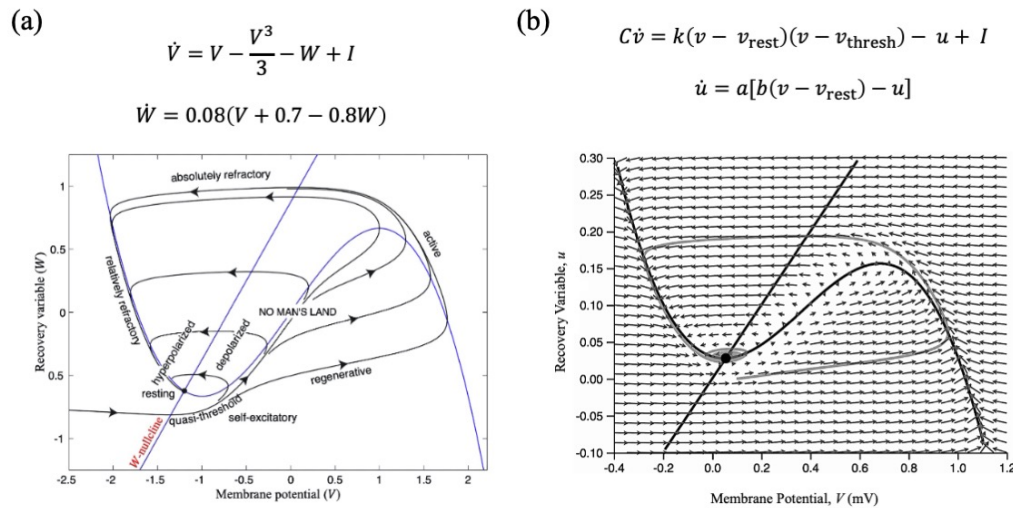 (a)
V̇ = V − V³/3 − W + I
Ẇ = 0.08(V + 0.7 − 0.8W)
absolutely refractory
active
relatively refractory
NO MAN'S LAND
hyperpolarized
depolarized
resting
regenerative
quasi-threshold
self-excitatory
W-nullcline
Recovery variable (W)
1
0.5
0
0.5
-1
-2.5 -2 -1.5 -1 -0.5 0 0.5 1 1.5 2
Membrane potential (V)
(b)
Cv̇ = k(v − v_rest)(v − v_thresh) − u + I
u̇ = a[b(v − v_rest) − u]
Recovery Variable, u
0.30
0.25
0.20
0.15
0.10
0.05
0.00
-0.05
-0.10
-0.4 -0.2 0.0 0.2 0.4 0.6 0.8 1.0 1.2
Membrane Potential, V (mV)